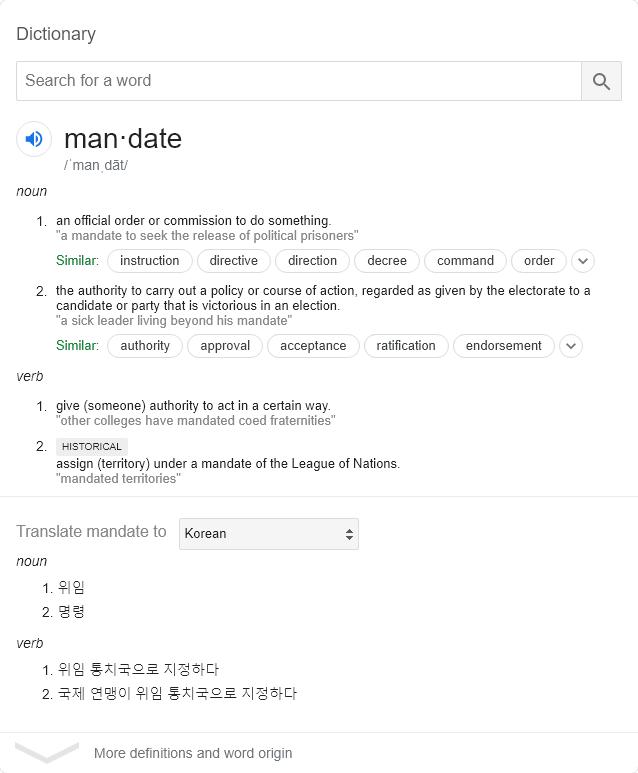 Dictionary
Search for a word
man·date
/ˈmanˌdāt/
noun
1. an official order or commission to do something.
"a mandate to seek the release of political prisoners"
Similar: instruction directive direction decree command order
2. the authority to carry out a policy or course of action, regarded as given by the electorate to a
candidate or party that is victorious in an election.
"a sick leader living beyond his mandate"
Similar: authority approval acceptance ratification endorsement
verb
1. give (someone) authority to act in a certain way.
"other colleges have mandated coed fraternities"
2. HISTORICAL
assign (territory) under a mandate of the League of Nations.
"mandated territories"
Translate mandate to Korean
noun
1. 위임
2. 명령
verb
1. 위임 통치국으로 지정하다
2. 국제 연맹이 위임 통치국으로 지정하다
More definitions and word origin